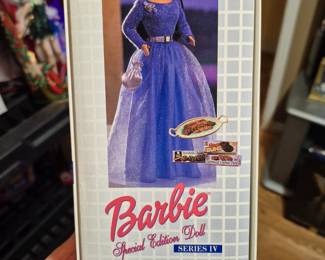 Barbie
Special Edition Doll
SERIES IV